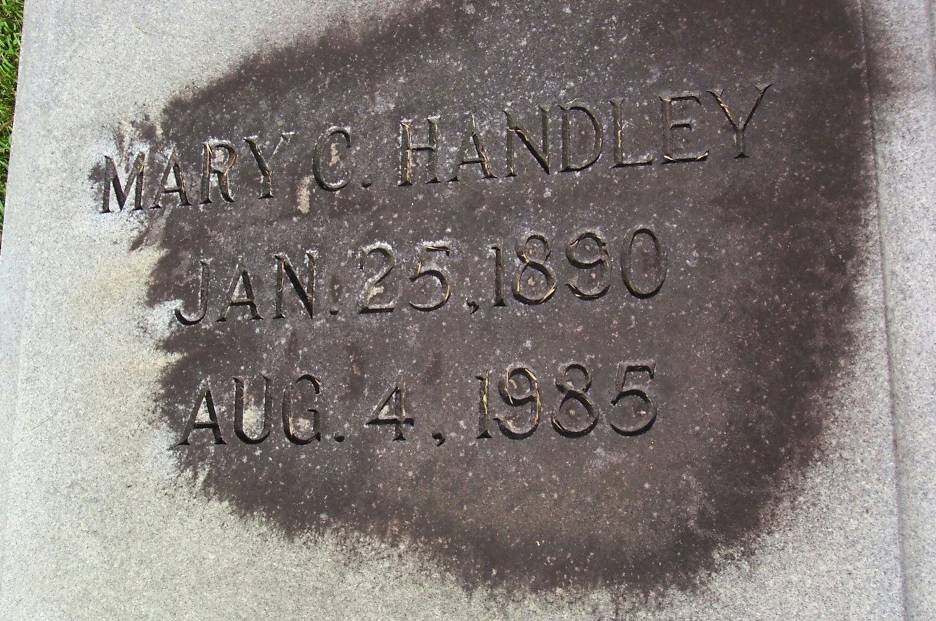 MARY C. HANDLEY
JAN. 25, 1890
AUG. 4, 1985